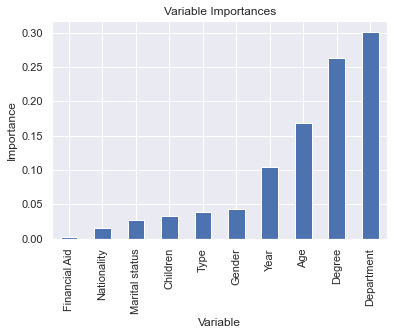 Variable Importances
Importance
0.30
0.25
0.20
0.15
0.10
0.05
0.00
Financial Aid
Nationality
Marital status
Children
Type
Gender
Year
Age
Degree
Department
Variable